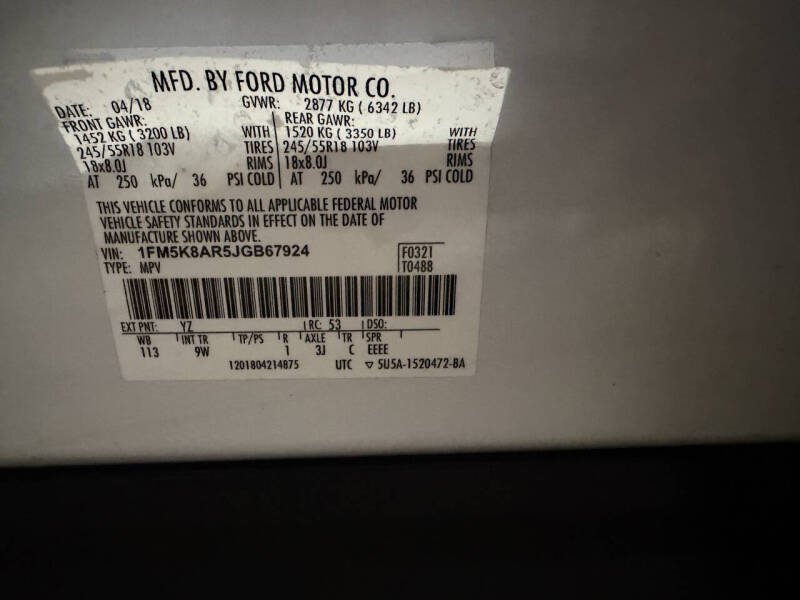 MFD. BY FORD MOTOR CO.
DATE: 04/18 GVWR: 2877 KG ( 6342 LB)
FRONT GAWR: REAR GAWR:
1452 KG ( 3200 LB) WITH 1520 KG ( 3350 LB) WITH
245/55R18 103V TIRES 245/55R18 103V TIRES
18x8.0J RIMS 18x8.0J RIMS
AT 250 kPa/ 36 PSI COLD AT 250 kPa/ 36 PSI COLD
THIS VEHICLE CONFORMS TO ALL APPLICABLE FEDERAL MOTOR
VEHICLE SAFETY STANDARDS IN EFFECT ON THE DATE OF
MANUFACTURE SHOWN ABOVE.
VIN: 1FM5K8AR5JGB67924 F0321
TYPE: MPV T0488
EXT PNT: YZ RC: 53 DSO:
WB INT TR TP/PS R AXLE TR SPR
113 9W 1 3J C EEEE
1201804214875 UTC ▽ 5U5A-1520472-BA